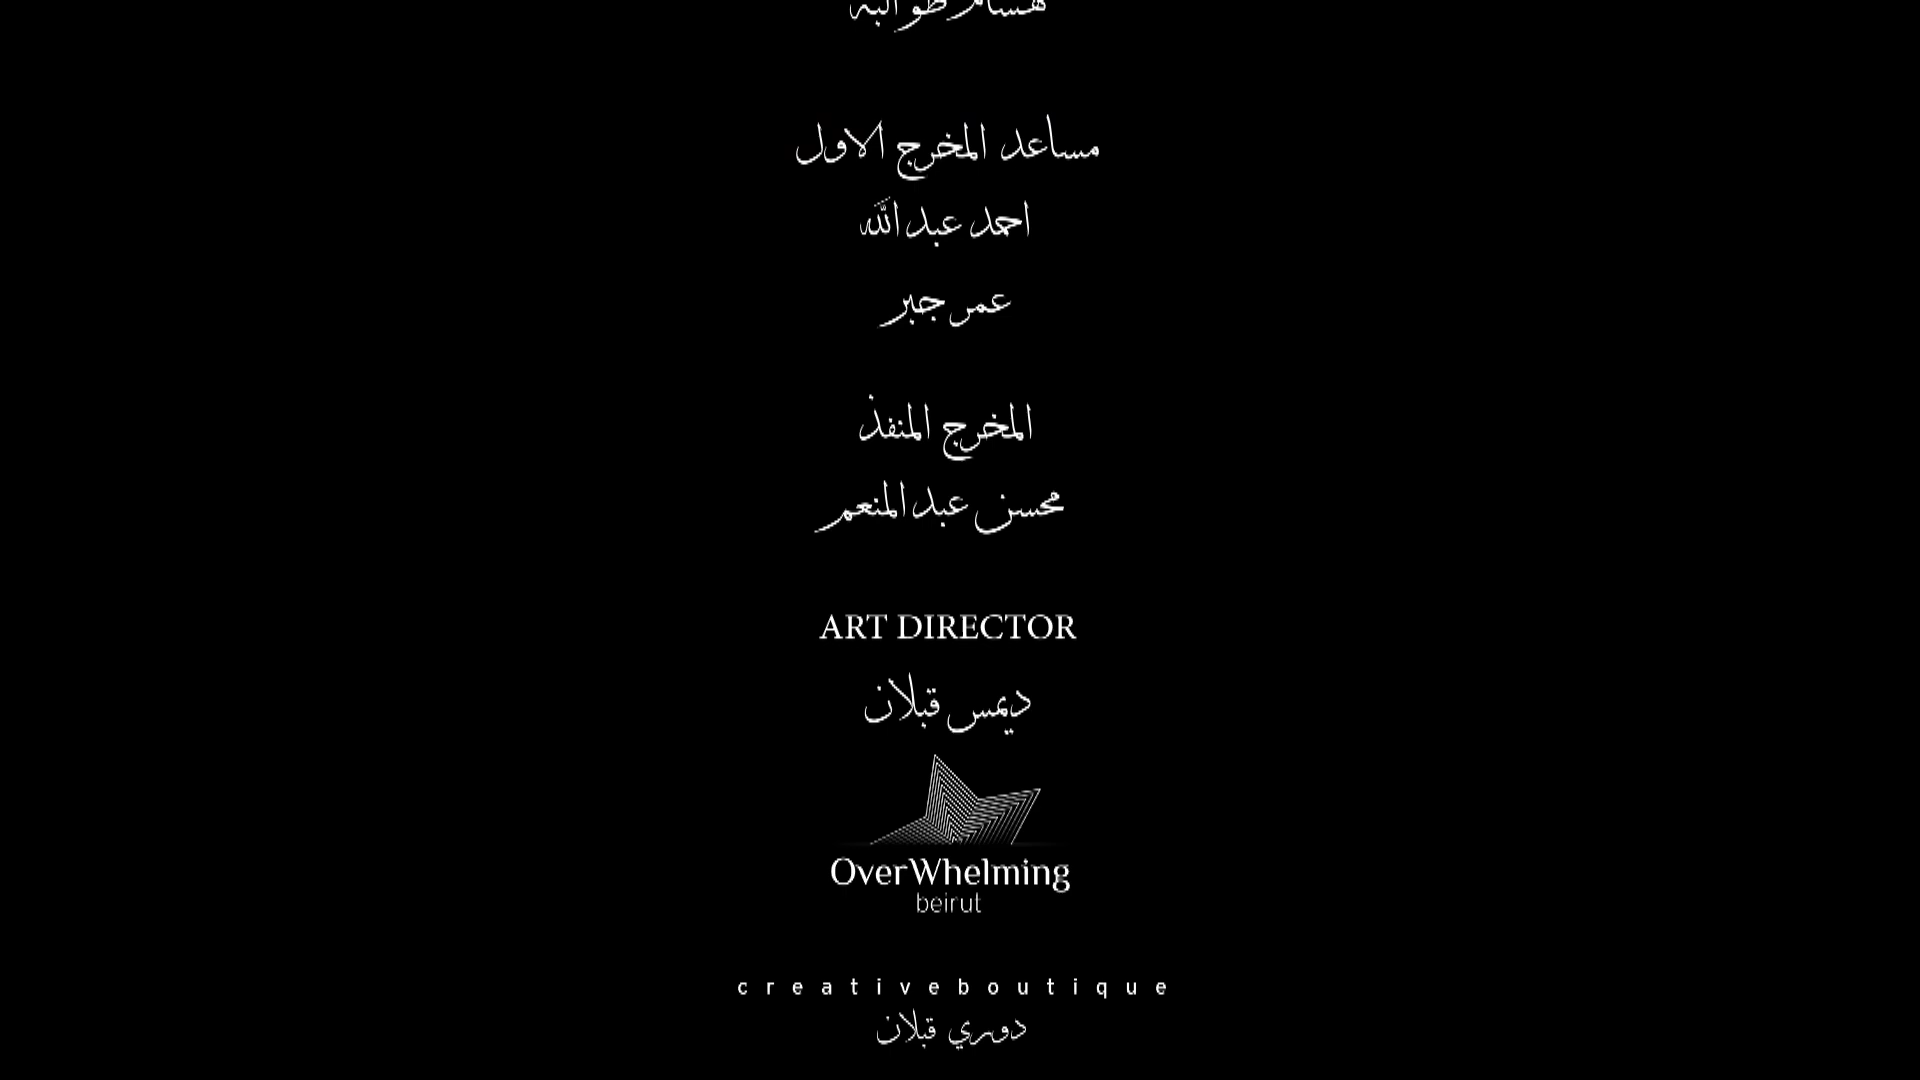 مساعد المخرج الاول
احمد عبدالله
عمر جبر
المخرج المنفذ
محسن عبدالمنعم
ART DIRECTOR
ديمس قبلان
OverWhelming
beirut
creativeboutique
دوري قبلان